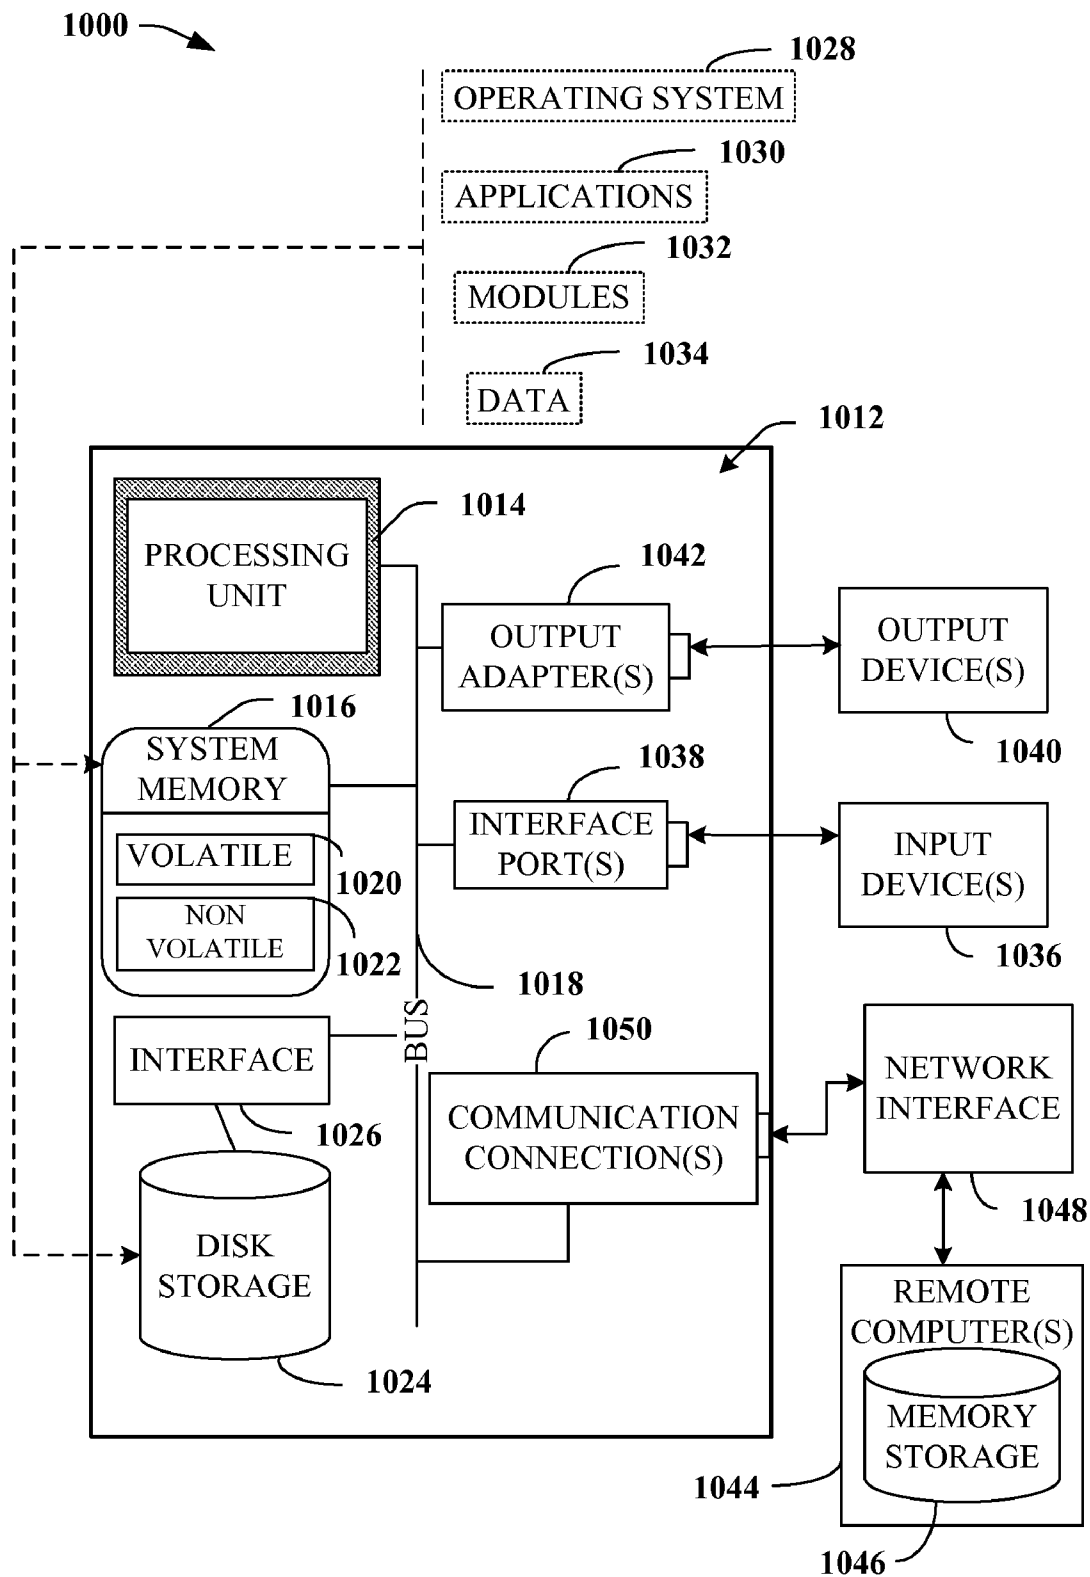 1000
1028
OPERATING SYSTEM
1030
APPLICATIONS
1032
MODULES
1034
DATA
1012
1014
PROCESSING
UNIT
1042
OUTPUT
ADAPTER(S)
OUTPUT
DEVICE(S)
1040
1016
SYSTEM
MEMORY
VOLATILE
1020
NON
VOLATILE
1022
1038
INTERFACE
PORT(S)
INPUT
DEVICE(S)
1036
1018
BUS
INTERFACE
1026
1050
COMMUNICATION
CONNECTION(S)
NETWORK
INTERFACE
1048
DISK
STORAGE
1024
REMOTE
COMPUTER(S)
MEMORY
STORAGE
1044
1046